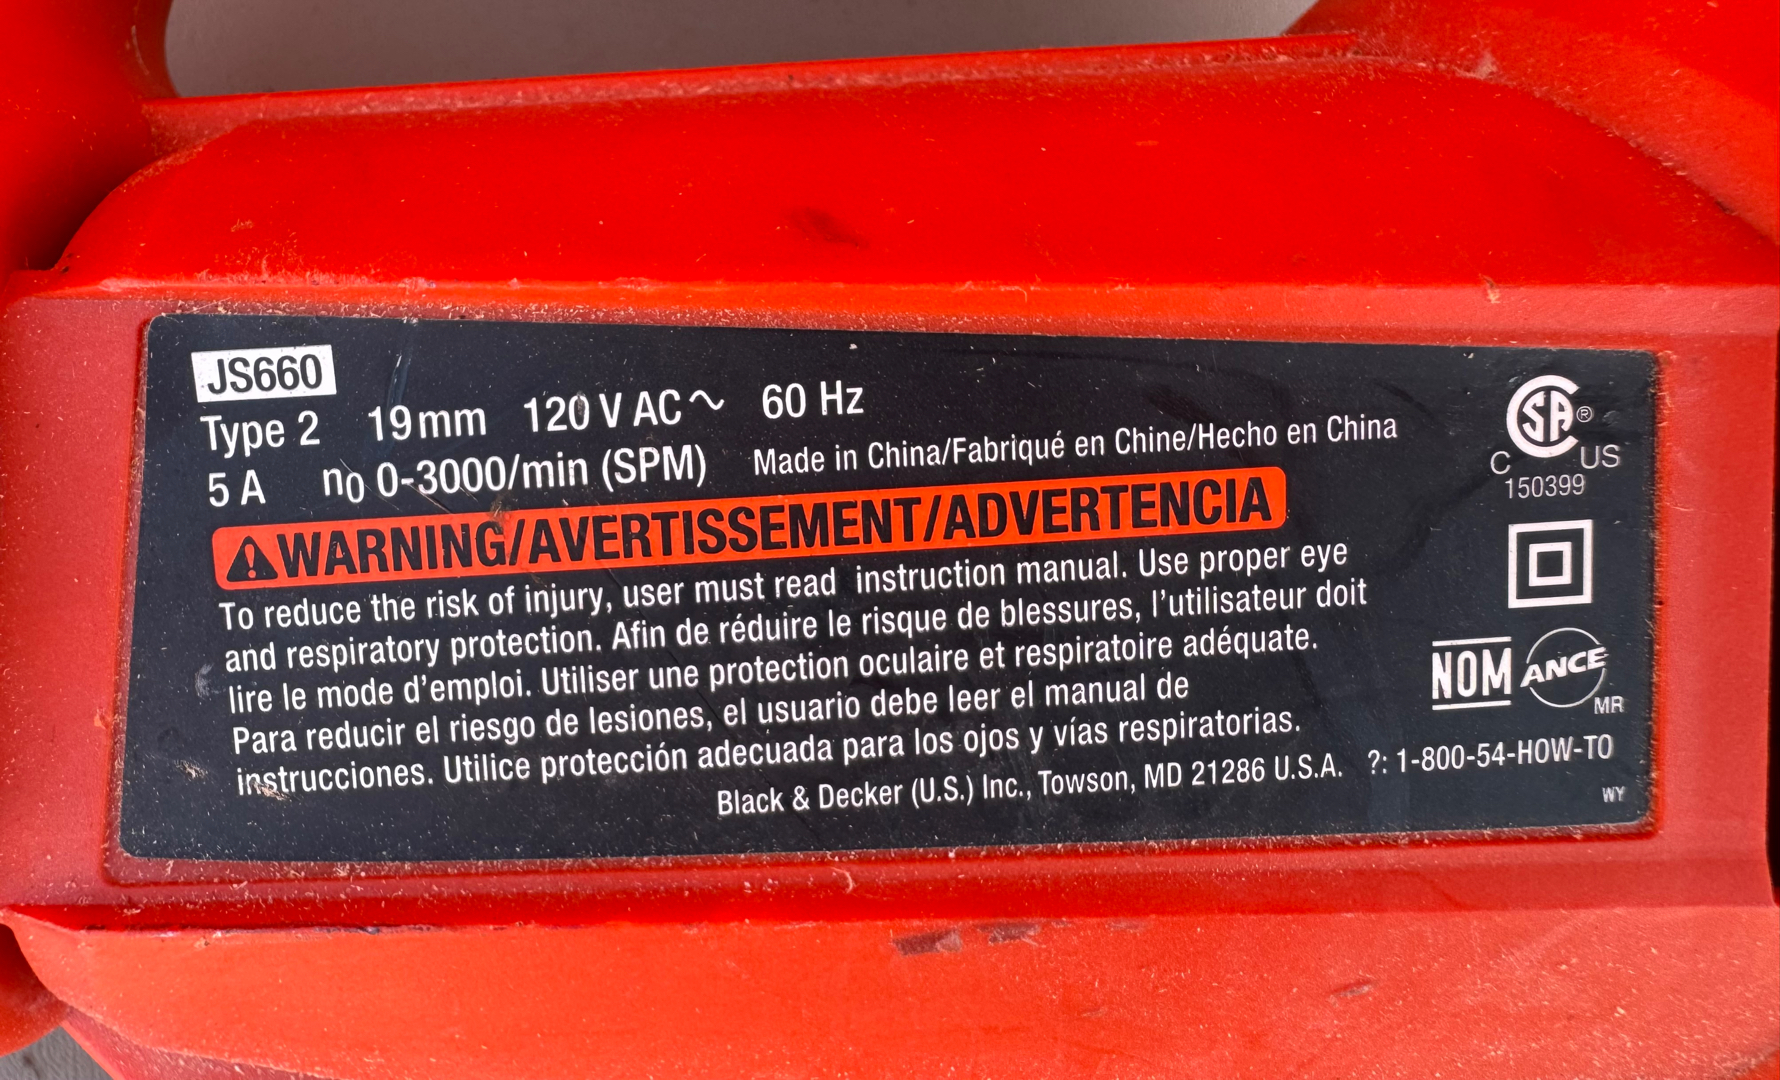 JS660
Type 2 19mm 120 V AC~ 60 Hz
5 A no 0-3000/min (SPM) Made in China/Fabriqué en Chine/Hecho en China
WARNING/AVERTISSEMENT/ADVERTENCIA
To reduce the risk of injury, user must read instruction manual. Use proper eye
and respiratory protection. Afin de réduire le risque de blessures, l'utilisateur doit
lire le mode d'emploi. Utiliser une protection oculaire et respiratoire adéquate.
Para reducir el riesgo de lesiones, el usuario debe leer el manual de
instrucciones. Utilice protección adecuada para los ojos y vías respiratorias.
Black & Decker (U.S.) Inc., Towson, MD 21286 U.S.A. ?: 1-800-54-HOW-TO
SA ®
C US
150399
NOM ANCE
MR
WY